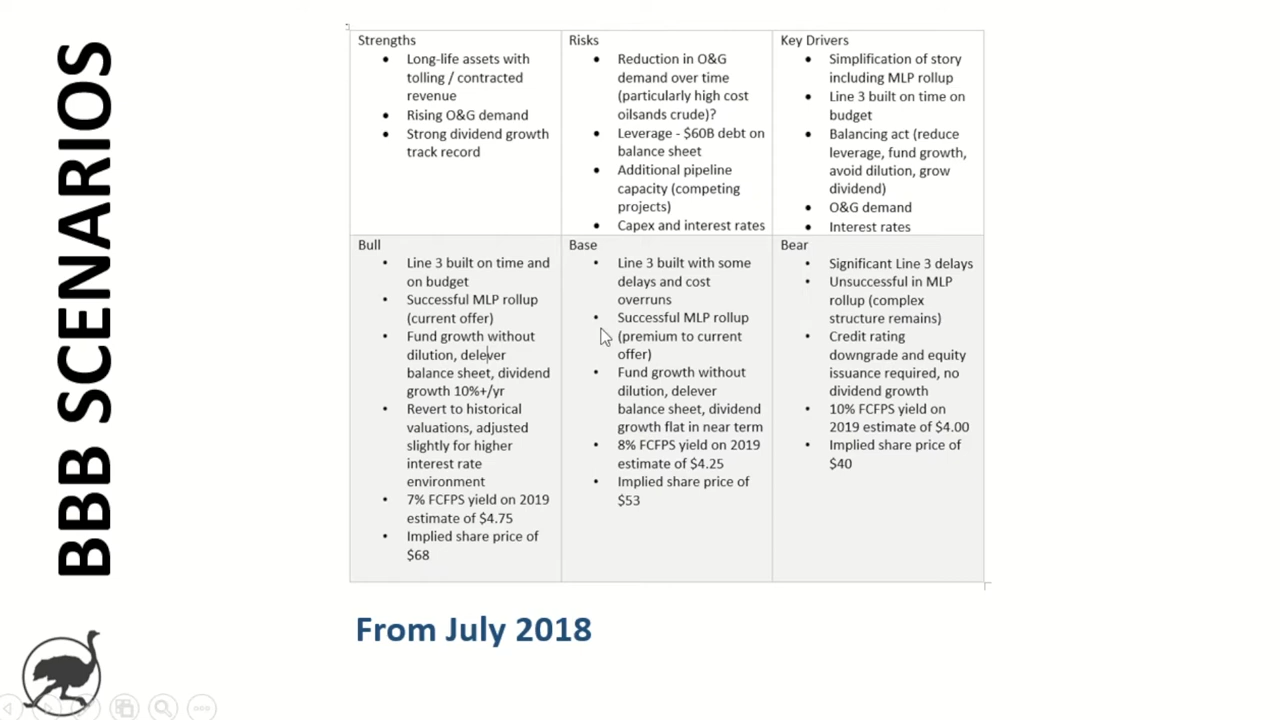 BBB SCENARIOS
Strengths
• Long-life assets with
tolling / contracted
revenue
• Rising O&G demand
• Strong dividend growth
track record
Risks
• Reduction in O&G
demand over time
(particularly high cost
oilsands crude)?
• Leverage - $60B debt on
balance sheet
• Additional pipeline
capacity (competing
projects)
• Capex and interest rates
Key Drivers
• Simplification of story
including MLP rollup
• Line 3 built on time on
budget
• Balancing act (reduce
leverage, fund growth,
avoid dilution, grow
dividend)
• O&G demand
• Interest rates
Bull
• Line 3 built on time and
on budget
• Successful MLP rollup
(current offer)
• Fund growth without
dilution, delever
balance sheet, dividend
growth 10%+/yr
• Revert to historical
valuations, adjusted
slightly for higher
interest rate
environment
• 7% FCFPS yield on 2019
estimate of $4.75
• Implied share price of
$68
Base
• Line 3 built with some
delays and cost
overruns
• Successful MLP rollup
(premium to current
offer)
• Fund growth without
dilution, delever
balance sheet, dividend
growth flat in near term
• 8% FCFPS yield on 2019
estimate of $4.25
• Implied share price of
$53
Bear
• Significant Line 3 delays
• Unsuccessful in MLP
rollup (complex
structure remains)
• Credit rating
downgrade and equity
issuance required, no
dividend growth
• 10% FCFPS yield on
2019 estimate of $4.00
• Implied share price of
$40
From July 2018